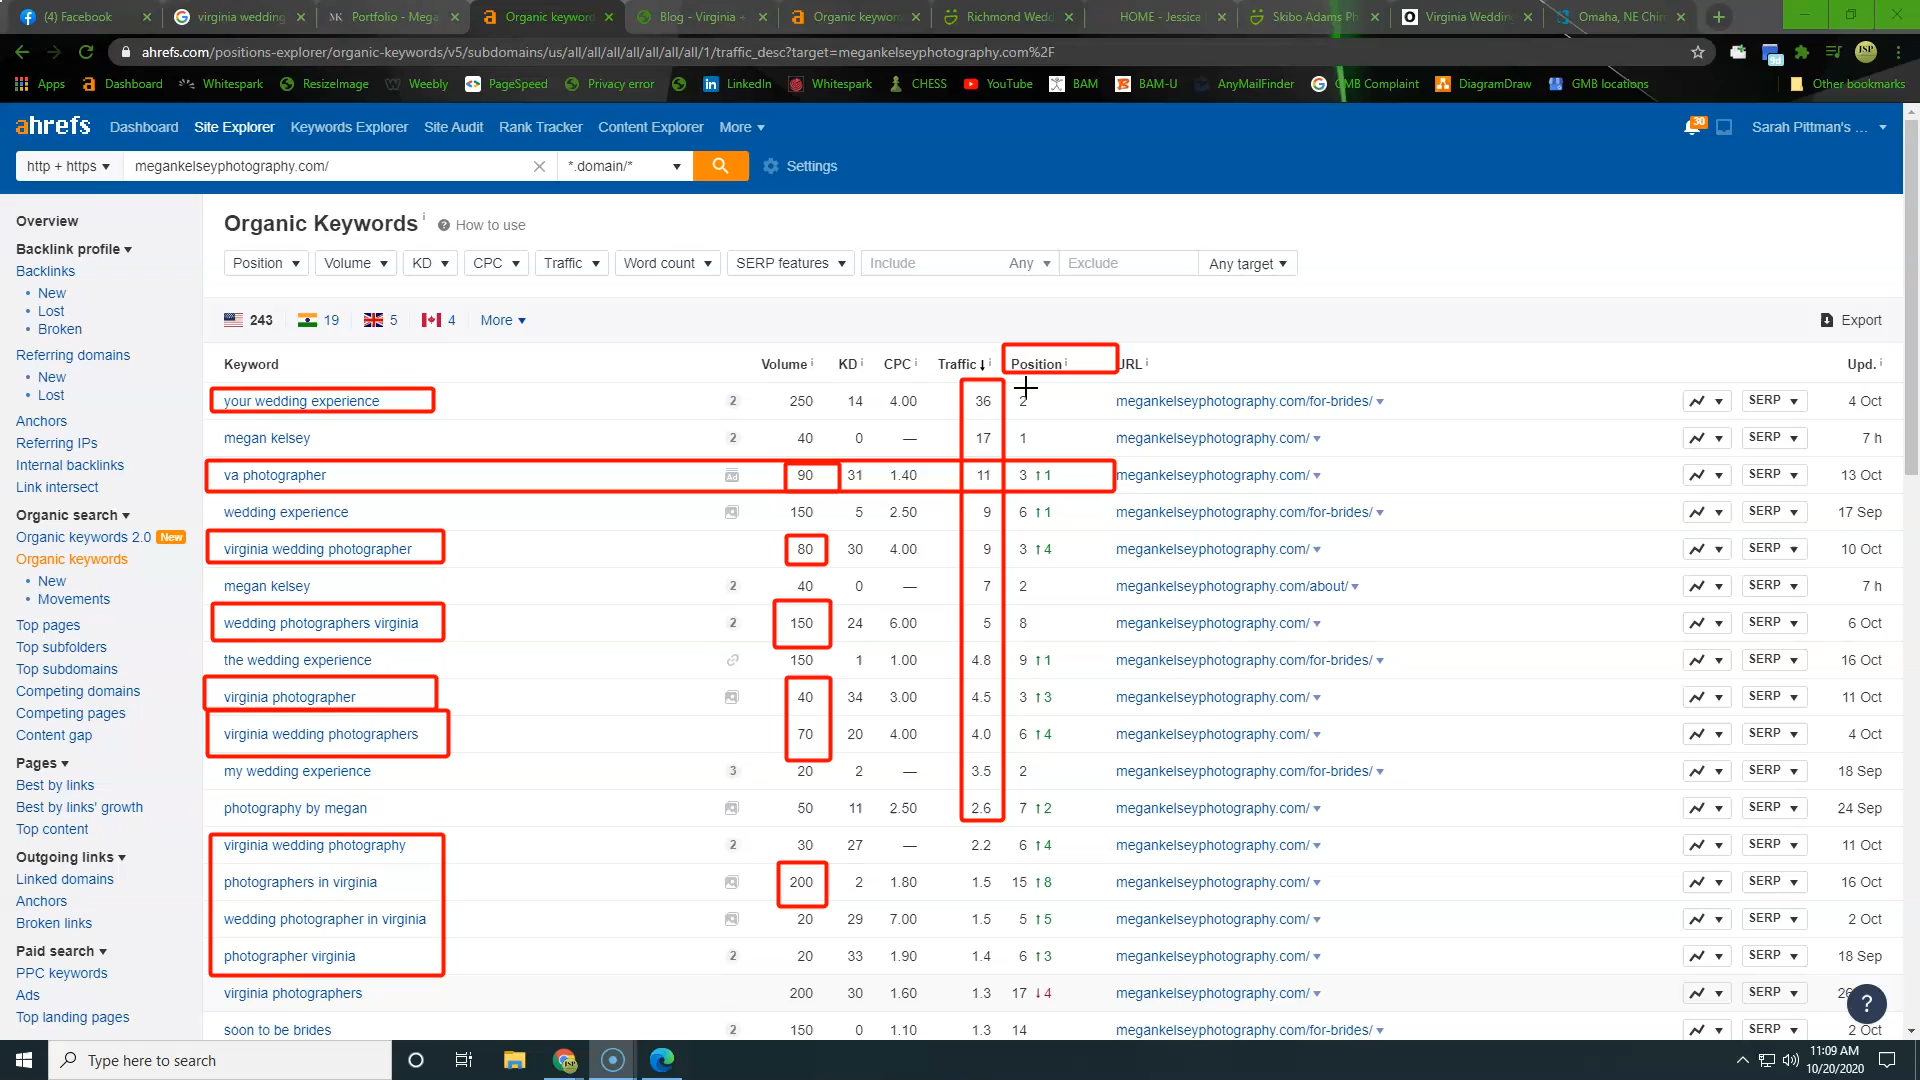 (4) Facebook
virginia wedding
Portfolio - Mega
Organic keyword
Blog - Virginia +
Organic keyword
Richmond Wedd
HOME - Jessica
Skibo Adams Ph
Virginia Wedding
Omaha, NE Chir
ahrefs.com/positions-explorer/organic-keywords/v5/subdomains/us/all/all/all/all/all/all/all/1/traffic_desc?target=megankelseyphotography.com%2F
Apps Dashboard Whitespark ResizeImage Weebly PageSpeed Privacy error LinkedIn Whitespark CHESS YouTube BAM BAM-U AnyMailFinder GMB Complaint DiagramDraw GMB locations Other bookmarks
ahrefs Dashboard Site Explorer Keywords Explorer Site Audit Rank Tracker Content Explorer More 30 Sarah Pittman's ...
http + https megankelseyphotography.com/ *.domain/* Settings
Overview
Backlink profile
Backlinks
New
Lost
Broken
Referring domains
New
Lost
Anchors
Referring IPs
Internal backlinks
Link intersect
Organic search
Organic keywords 2.0 New
Organic keywords
New
Movements
Top pages
Top subfolders
Top subdomains
Competing domains
Competing pages
Content gap
Pages
Best by links
Best by links' growth
Top content
Outgoing links
Linked domains
Anchors
Broken links
Paid search
PPC keywords
Ads
Top landing pages
Organic Keywords i ? How to use
Position Volume KD CPC Traffic Word count SERP features Include Any Exclude Any target
243 19 5 4 More Export
Keyword Volume i KD i CPC i Traffic ↓ i Position i URL i Upd. i
your wedding experience 2 250 14 4.00 36 2 megankelseyphotography.com/for-brides/ SERP 4 Oct
megan kelsey 2 40 0 — 17 1 megankelseyphotography.com/ SERP 7 h
va photographer Ad 90 31 1.40 11 3 ↑1 megankelseyphotography.com/ SERP 13 Oct
wedding experience 150 5 2.50 9 6 ↑1 megankelseyphotography.com/for-brides/ SERP 17 Sep
virginia wedding photographer 80 30 4.00 9 3 ↑4 megankelseyphotography.com/ SERP 10 Oct
megan kelsey 2 40 0 — 7 2 megankelseyphotography.com/about/ SERP 7 h
wedding photographers virginia 2 150 24 6.00 5 8 megankelseyphotography.com/ SERP 6 Oct
the wedding experience 150 1 1.00 4.8 9 ↑1 megankelseyphotography.com/for-brides/ SERP 16 Oct
virginia photographer 40 34 3.00 4.5 3 ↑3 megankelseyphotography.com/ SERP 11 Oct
virginia wedding photographers 70 20 4.00 4.0 6 ↑4 megankelseyphotography.com/ SERP 4 Oct
my wedding experience 3 20 2 — 3.5 2 megankelseyphotography.com/for-brides/ SERP 18 Sep
photography by megan 50 11 2.50 2.6 7 ↑2 megankelseyphotography.com/ SERP 24 Sep
virginia wedding photography 2 30 27 — 2.2 6 ↑4 megankelseyphotography.com/ SERP 11 Oct
photographers in virginia 200 2 1.80 1.5 15 ↑8 megankelseyphotography.com/ SERP 16 Oct
wedding photographer in virginia 20 29 7.00 1.5 5 ↑5 megankelseyphotography.com/ SERP 2 Oct
photographer virginia 2 20 33 1.90 1.4 6 ↑3 megankelseyphotography.com/ SERP 18 Sep
virginia photographers 200 30 1.60 1.3 17 ↓4 megankelseyphotography.com/ SERP
soon to be brides 2 150 0 1.10 1.3 14 megankelseyphotography.com/for-brides/ SERP 2 Oct
?
Type here to search
11:09 AM
10/20/2020